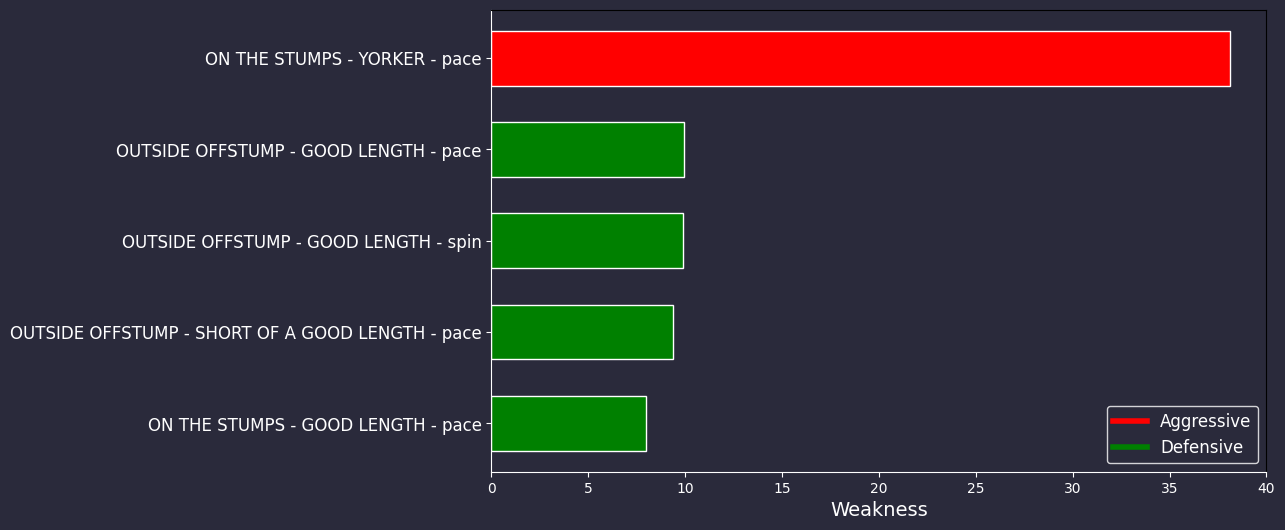 ON THE STUMPS - YORKER - pace
OUTSIDE OFFSTUMP - GOOD LENGTH - pace
OUTSIDE OFFSTUMP - GOOD LENGTH - spin
OUTSIDE OFFSTUMP - SHORT OF A GOOD LENGTH - pace
ON THE STUMPS - GOOD LENGTH - pace
Aggressive
Defensive
0 5 10 15 20 25 30 35 40
Weakness